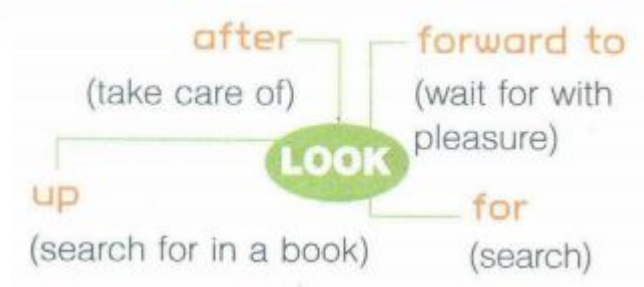 after
(take care of)
forward to
(wait for with
pleasure)
LOOK
up
(search for in a book)
for
(search)